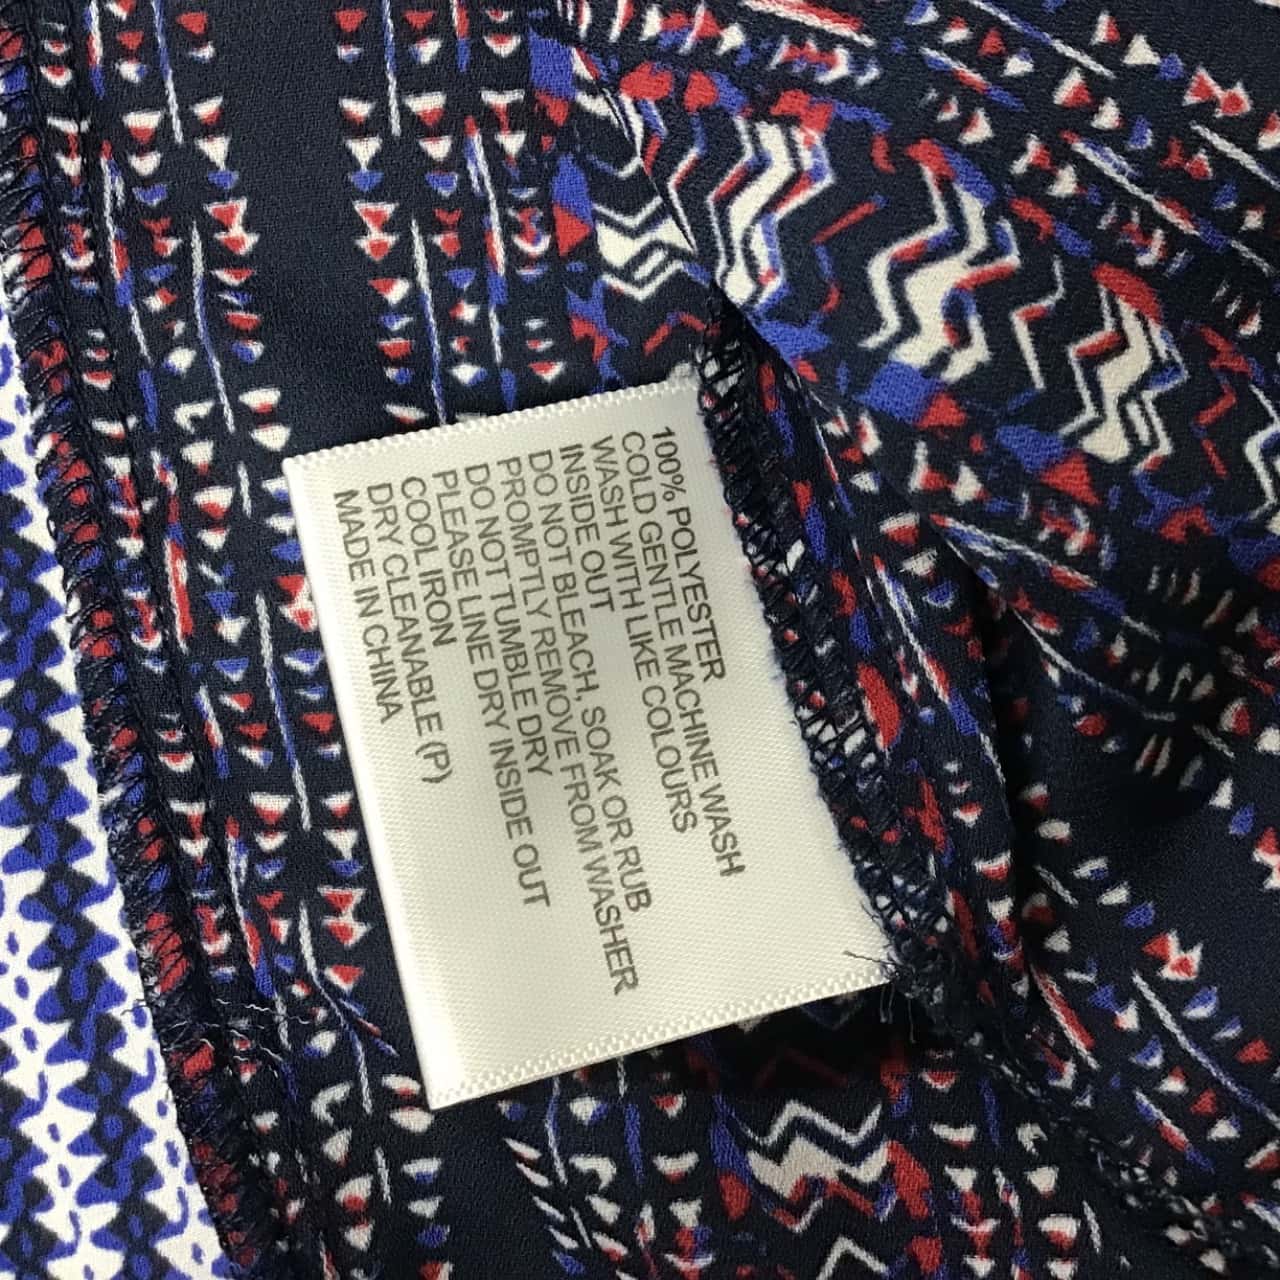 100% POLYESTER
COLD GENTLE MACHINE WASH
WASH WITH LIKE COLOURS
INSIDE OUT
DO NOT BLEACH, SOAK OR RUB
PROMPTLY REMOVE FROM WASHER
DO NOT TUMBLE DRY
PLEASE LINE DRY INSIDE OUT
COOL IRON
DRY CLEANABLE (P)
MADE IN CHINA